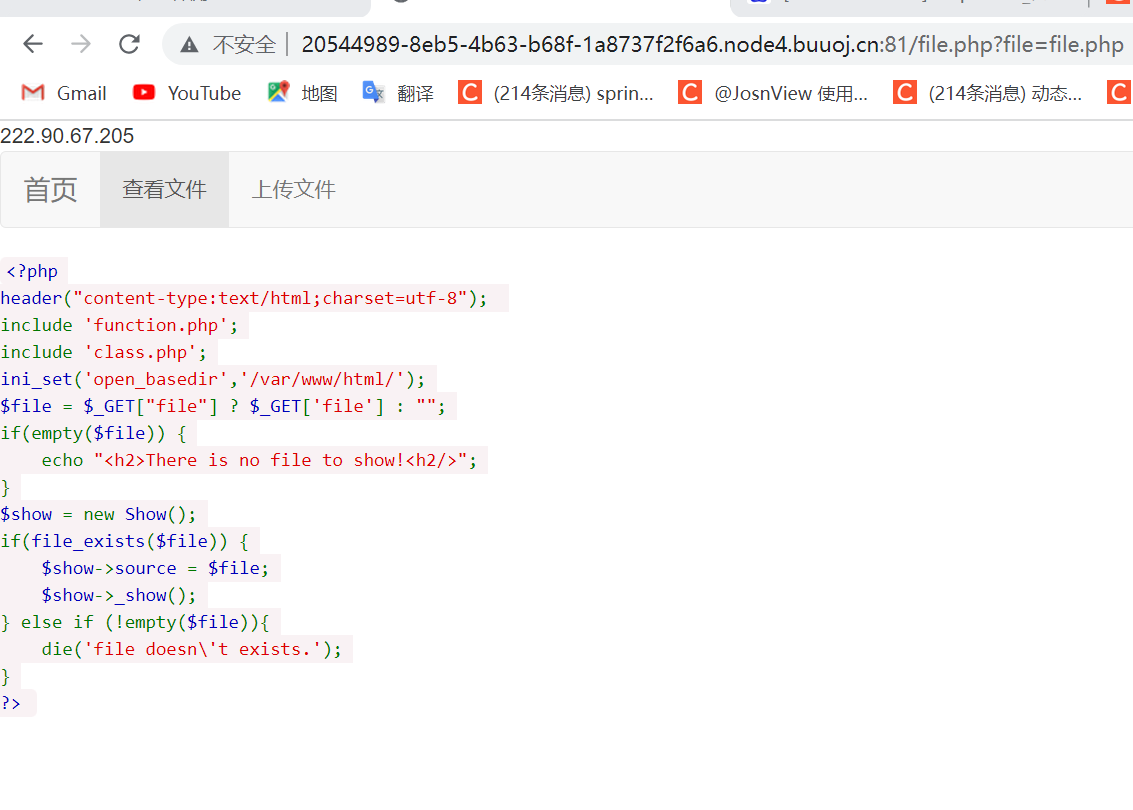 不安全 20544989-8eb5-4b63-b68f-1a8737f2f6a6.node4.buuoj.cn:81/file.php?file=file.php
Gmail YouTube 地图 翻译 (214条消息) sprin... @JosnView 使用... (214条消息) 动态...
222.90.67.205
首页 查看文件 上传文件
<?php
header("content-type:text/html;charset=utf-8");
include 'function.php';
include 'class.php';
ini_set('open_basedir','/var/www/html/');
$file = $_GET["file"] ? $_GET['file'] : "";
if(empty($file)) {
    echo "<h2>There is no file to show!<h2/>";
}
$show = new Show();
if(file_exists($file)) {
    $show->source = $file;
    $show->_show();
} else if (!empty($file)){
    die('file doesn\'t exists.');
}
?>